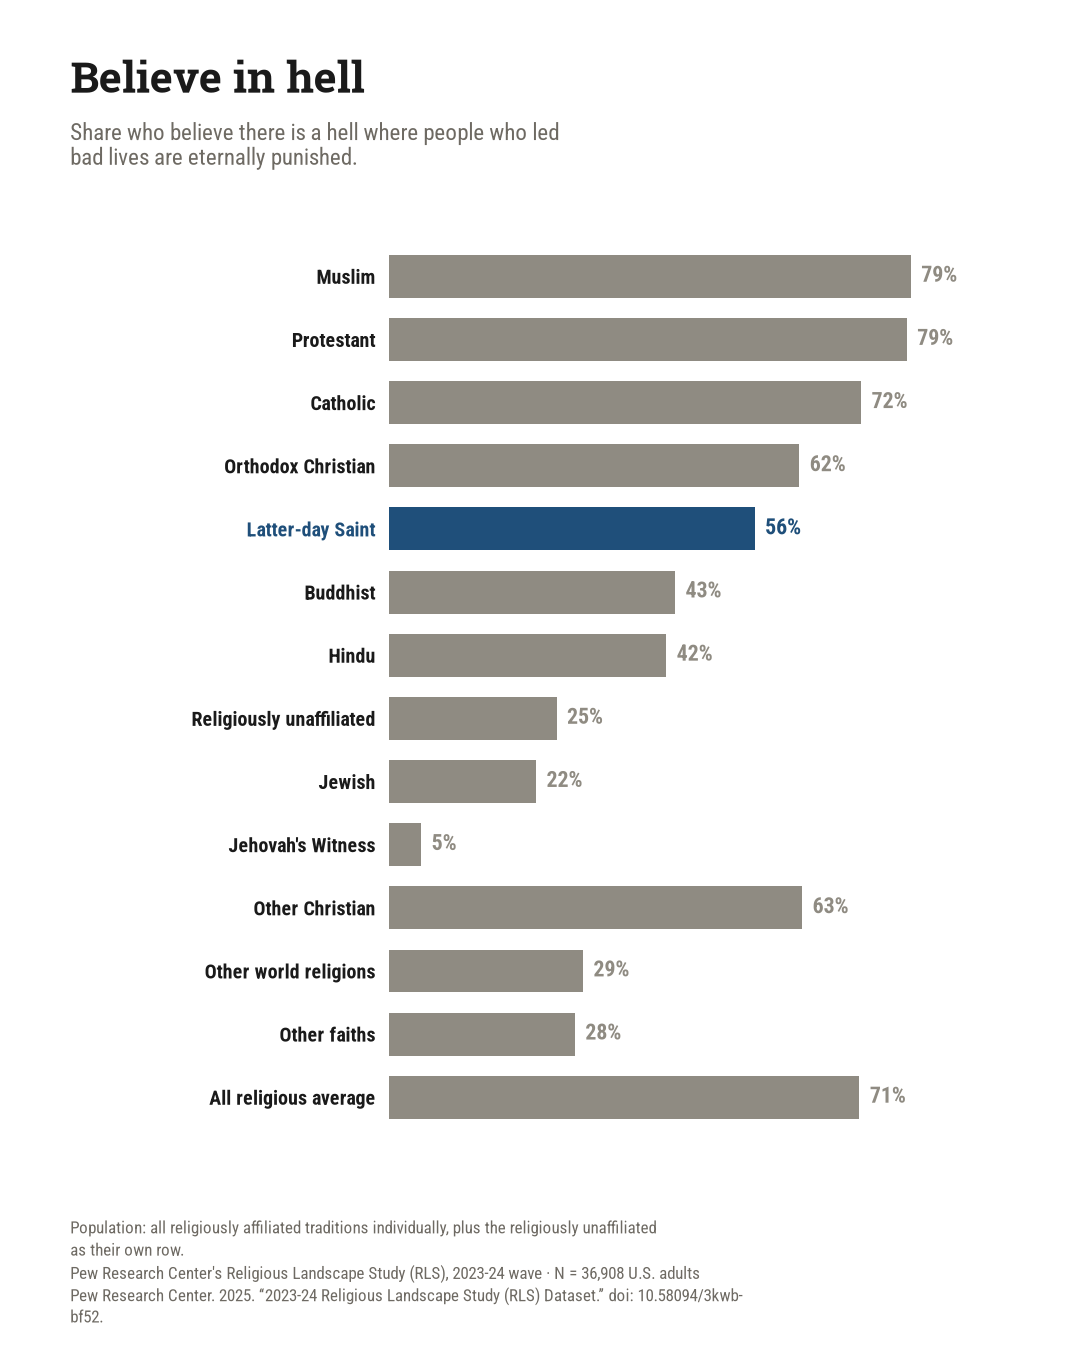 Believe in hell
Share who believe there is a hell where people who led
bad lives are eternally punished.
Muslim 79%
Protestant 79%
Catholic 72%
Orthodox Christian 62%
Latter-day Saint 56%
Buddhist 43%
Hindu 42%
Religiously unaffiliated 25%
Jewish 22%
Jehovah's Witness 5%
Other Christian 63%
Other world religions 29%
Other faiths 28%
All religious average 71%
Population: all religiously affiliated traditions individually, plus the religiously unaffiliated
as their own row.
Pew Research Center's Religious Landscape Study (RLS), 2023-24 wave · N = 36,908 U.S. adults
Pew Research Center. 2025. “2023-24 Religious Landscape Study (RLS) Dataset.” doi: 10.58094/3kwb-
bf52.